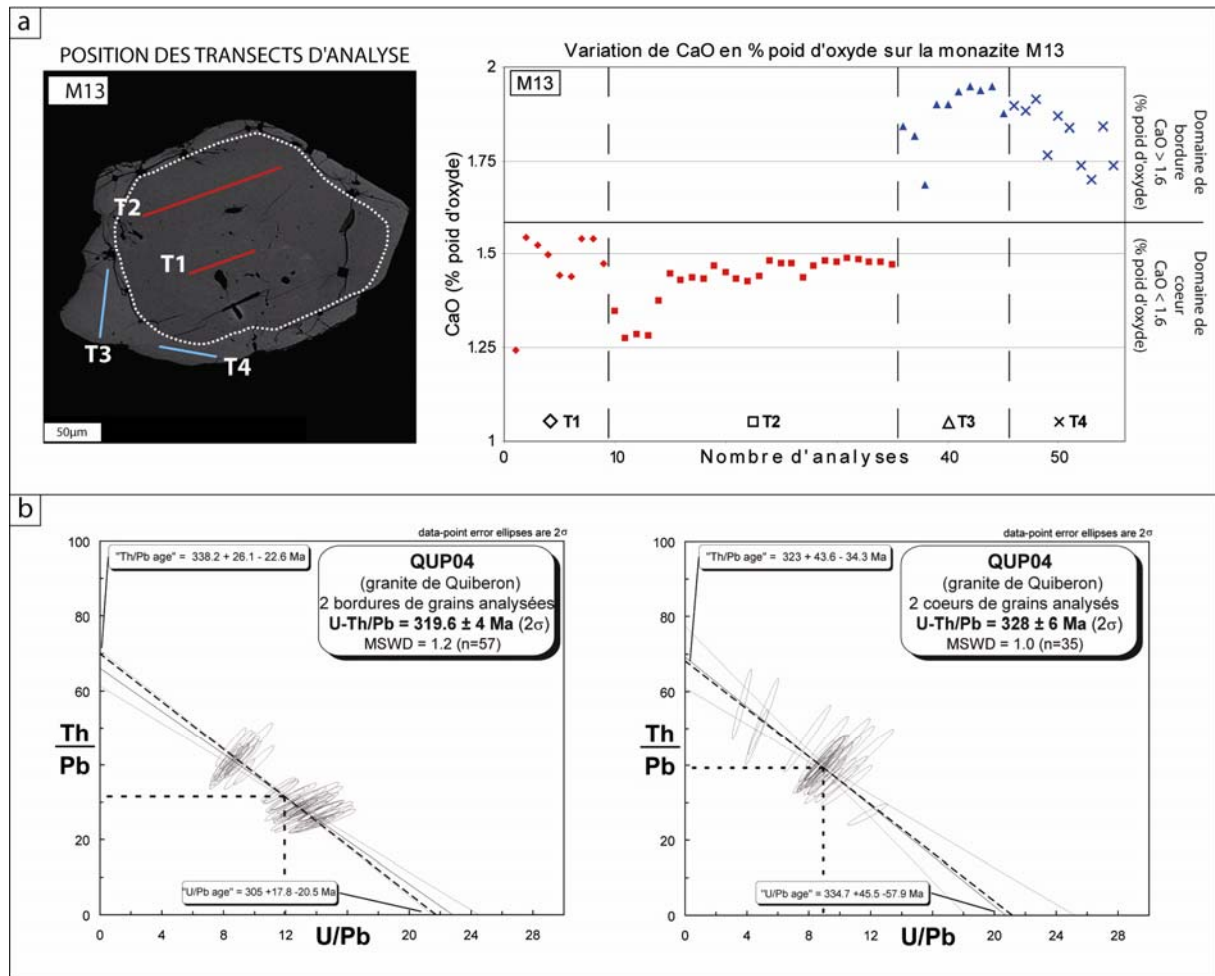 a
POSITION DES TRANSECTS D'ANALYSE
M13
T2
T1
T3
T4
50µm
Variation de CaO en % poid d'oxyde sur la monazite M13
M13
CaO (% poid d'oxyde)
2
1.75
1.5
1.25
1
0
10
Nombre d'analyses
40
50
T1
T2
T3
T4
Domaine de
bordure
CaO > 1.6
(% poid d'oxyde)
Domaine de
coeur
CaO < 1.6
(% poid d'oxyde)
b
data-point error ellipses are 2σ
"Th/Pb age" = 338.2 + 26.1 - 22.6 Ma
QUP04
(granite de Quiberon)
2 bordures de grains analysées
U-Th/Pb = 319.6 ± 4 Ma (2σ)
MSWD = 1.2 (n=57)
100
80
60
40
20
0
Th
Pb
"U/Pb age" = 305 +17.8 -20.5 Ma
0
4
8
12
16
20
24
28
U/Pb
data-point error ellipses are 2σ
"Th/Pb age" = 323 + 43.6 - 34.3 Ma
QUP04
(granite de Quiberon)
2 coeurs de grains analysés
U-Th/Pb = 328 ± 6 Ma (2σ)
MSWD = 1.0 (n=35)
100
80
60
40
20
0
Th
Pb
"U/Pb age" = 334.7 +45.5 -57.9 Ma
0
4
8
12
16
20
24
28
U/Pb